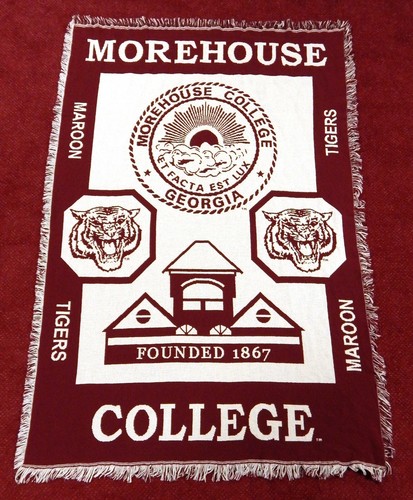 MOREHOUSE
MAROON
TIGERS
MOREHOUSE COLLEGE
ET FACTA EST LUX
GEORGIA
TIGERS
MAROON
FOUNDED 1867
COLLEGE